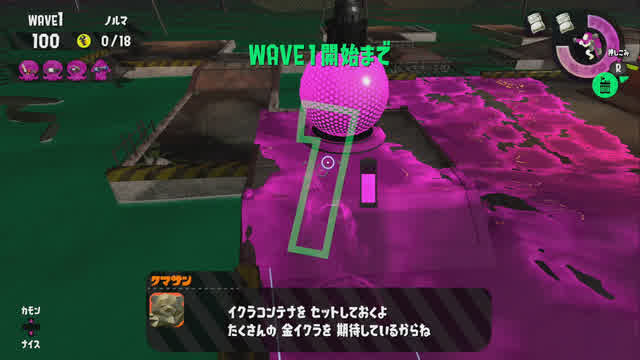 WAVE1 ノルマ
100 0/18
WAVE1開始まで
押しこみ
R
クマサン
イクラコンテナを セットしておくよ
たくさんの 金イクラを 期待しているからね
カモン
ナイス